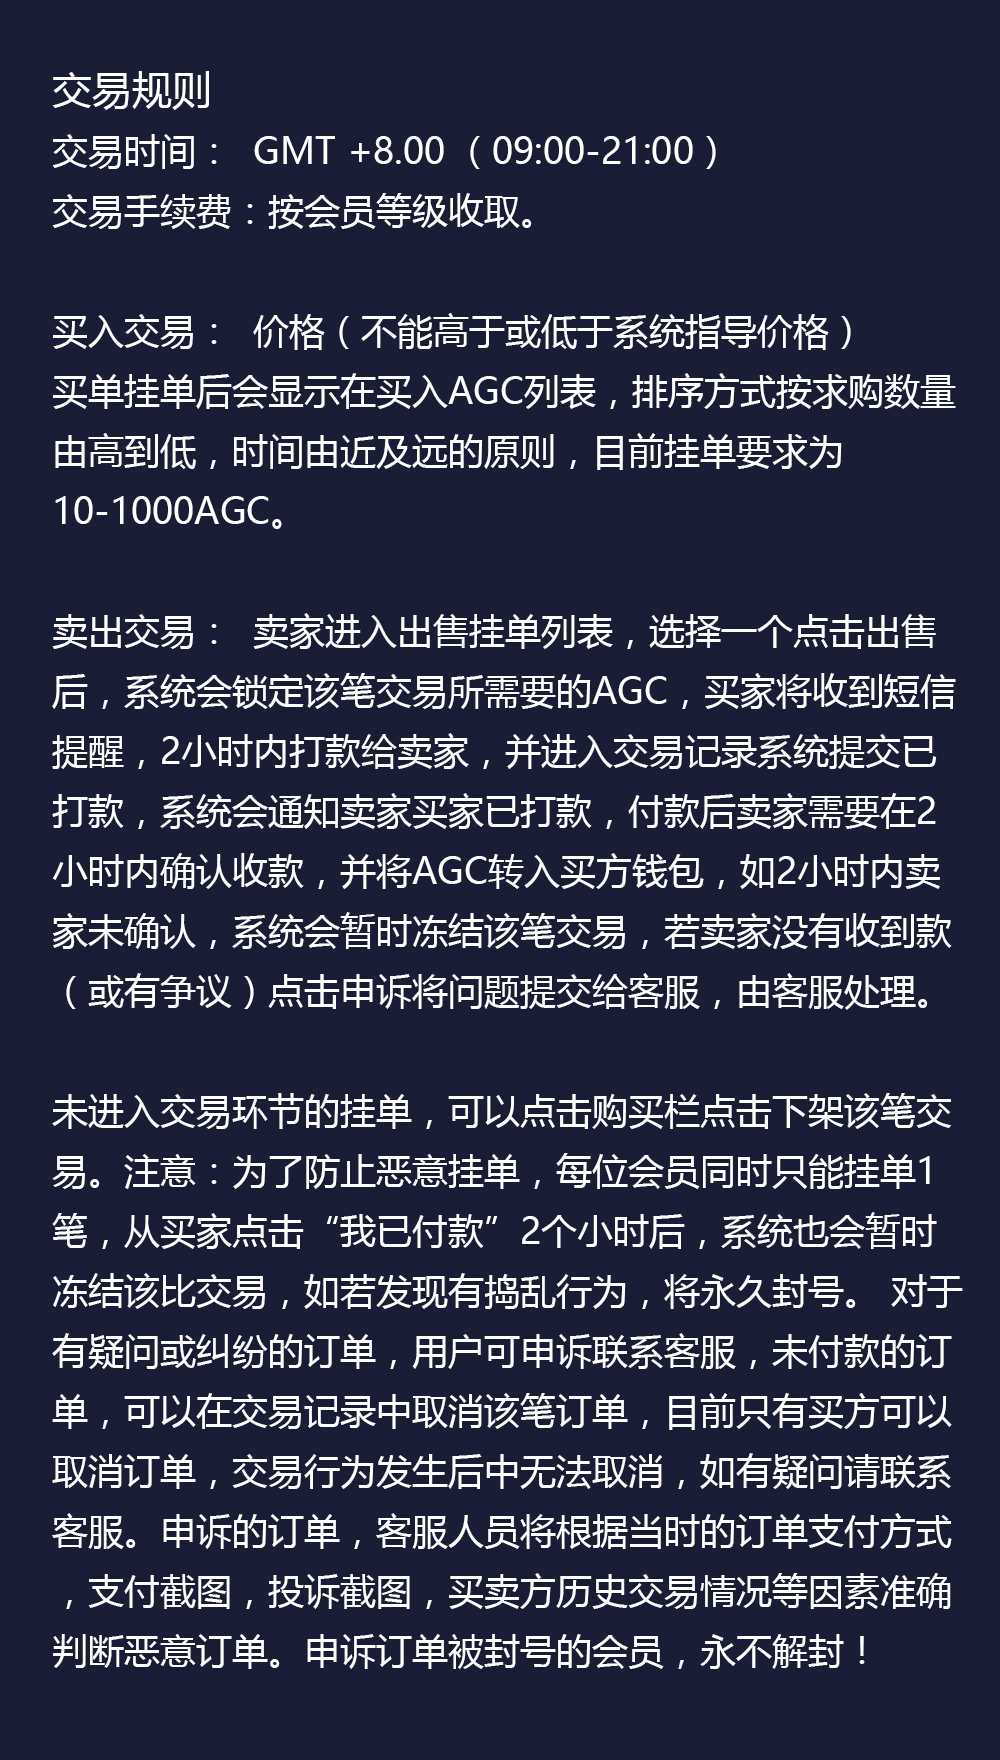 交易规则
交易时间： GMT +8.00 （09:00-21:00）
交易手续费：按会员等级收取。
买入交易： 价格（不能高于或低于系统指导价格）
买单挂单后会显示在买入AGC列表，排序方式按求购数量
由高到低，时间由近及远的原则，目前挂单要求为
10-1000AGC。
卖出交易： 卖家进入出售挂单列表，选择一个点击出售
后，系统会锁定该笔交易所需要的AGC，买家将收到短信
提醒，2小时内打款给卖家，并进入交易记录系统提交已
打款，系统会通知卖家买家已打款，付款后卖家需要在2
小时内确认收款，并将AGC转入买方钱包，如2小时内卖
家未确认，系统会暂时冻结该笔交易，若卖家没有收到款
（或有争议）点击申诉将问题提交给客服，由客服处理。
未进入交易环节的挂单，可以点击购买栏点击下架该笔交
易。注意：为了防止恶意挂单，每位会员同时只能挂单1
笔，从买家点击“我已付款”2个小时后，系统也会暂时
冻结该比交易，如若发现有捣乱行为，将永久封号。 对于
有疑问或纠纷的订单，用户可申诉联系客服，未付款的订
单，可以在交易记录中取消该笔订单，目前只有买方可以
取消订单，交易行为发生后中无法取消，如有疑问请联系
客服。申诉的订单，客服人员将根据当时的订单支付方式
，支付截图，投诉截图，买卖方历史交易情况等因素准确
判断恶意订单。申诉订单被封号的会员，永不解封！